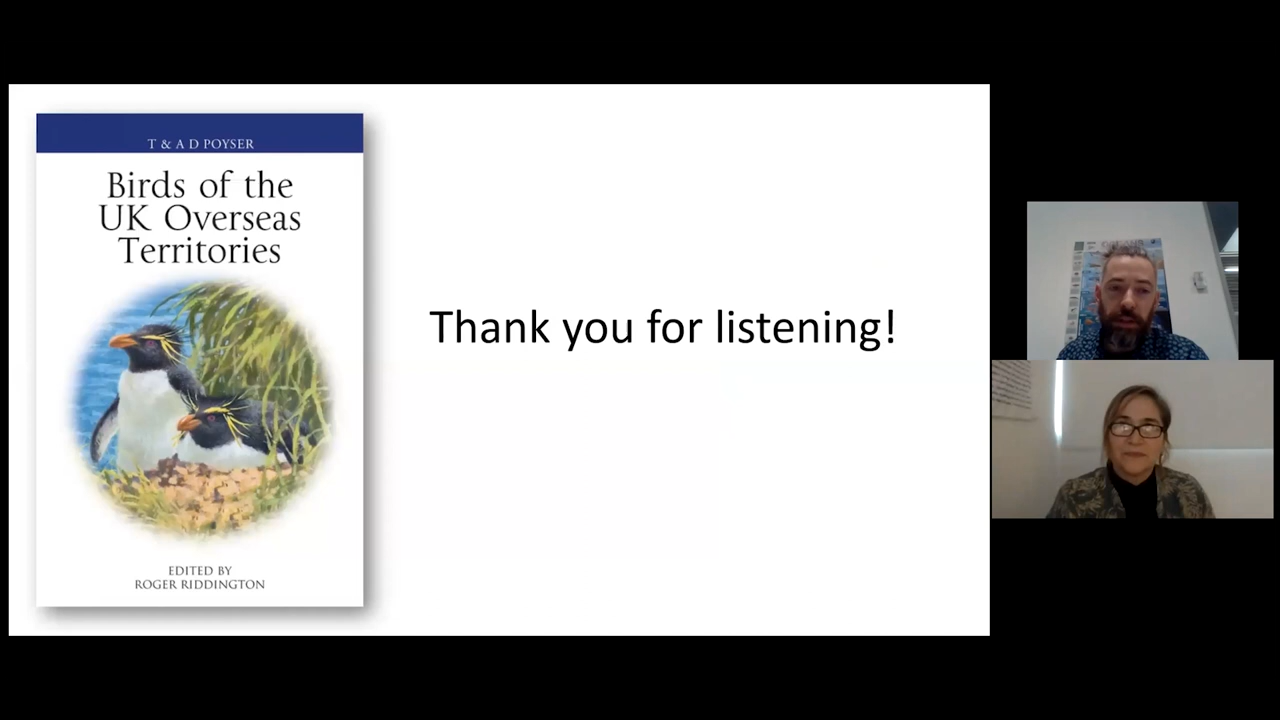 T & A D POYSER
Birds of the
UK Overseas
Territories
EDITED BY
ROGER RIDDINGTON
Thank you for listening!